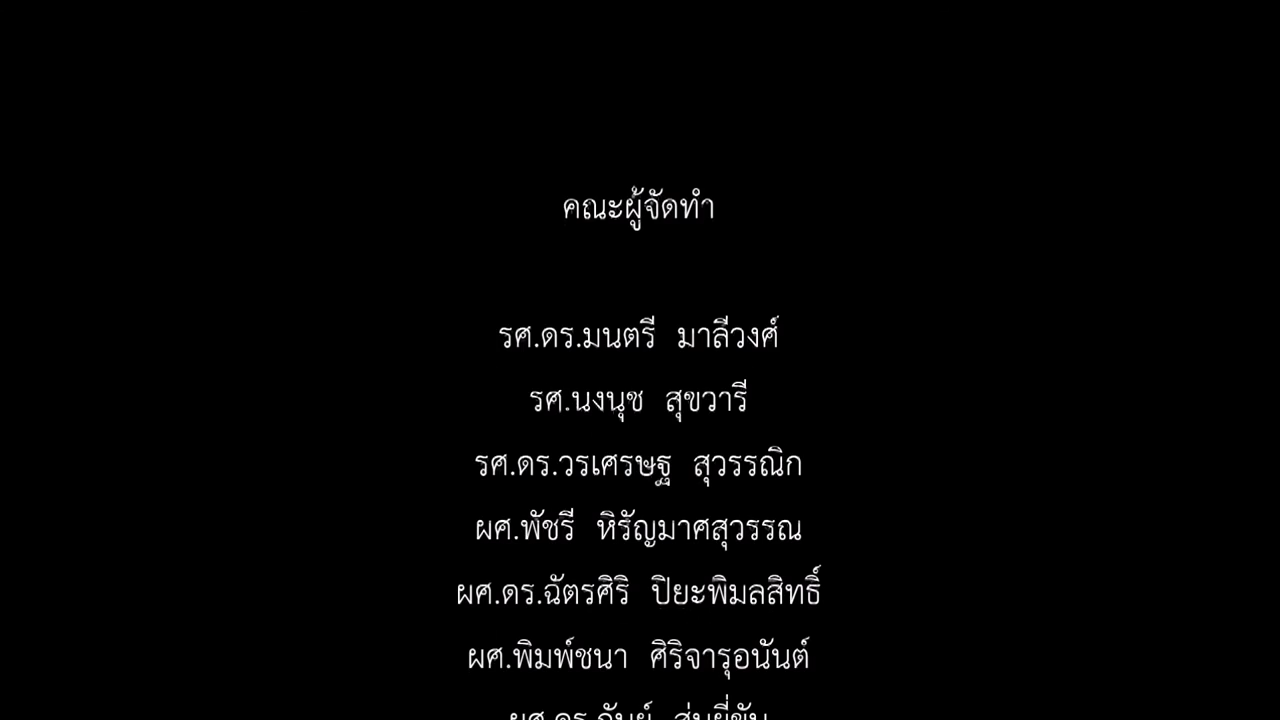 คณะผู้จัดทำ
รศ.ดร.มนตรี มาลีวงศ์
รศ.นงนุช สุขวารี
รศ.ดร.วรเศรษฐ สุวรรณิก
ผศ.พัชรี หิรัญมาศสุวรรณ
ผศ.ดร.ฉัตรศิริ ปิยะพิมลสิทธิ์
ผศ.พิมพ์ชนา ศิริจารุอนันต์
ผศ.ดร.